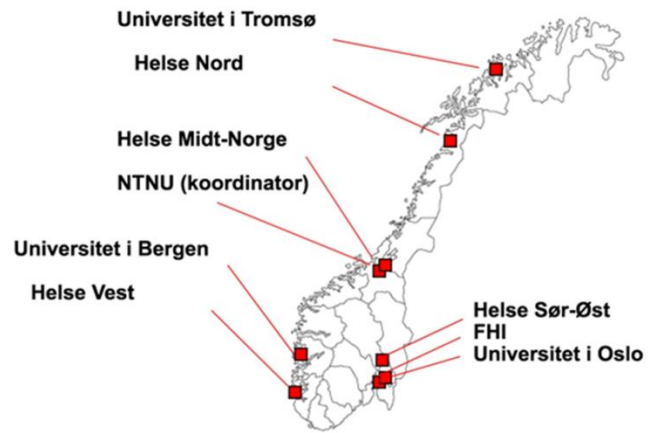 Universitet i Tromsø
Helse Nord
Helse Midt-Norge
NTNU (koordinator)
Universitet i Bergen
Helse Vest
Helse Sør-Øst
FHI
Universitet i Oslo